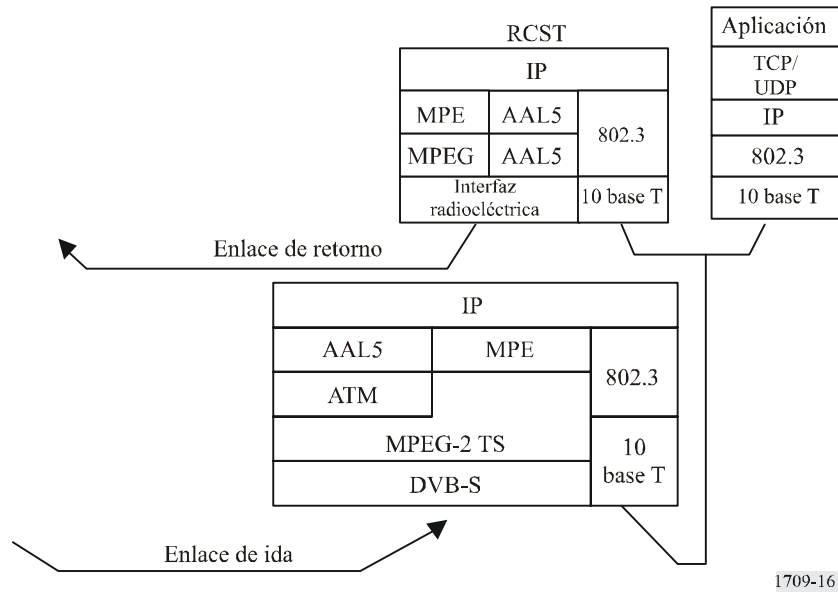 RCST
IP
MPE
AAL5
802.3
MPEG
AAL5
Interfaz
radiocléctrica
10 base T
Aplicación
TCP/
UDP
IP
802.3
10 base T
Enlace de retorno
IP
AAL5
MPE
802.3
ATM
MPEG-2 TS
10
base T
DVB-S
Enlace de ida
1709-16